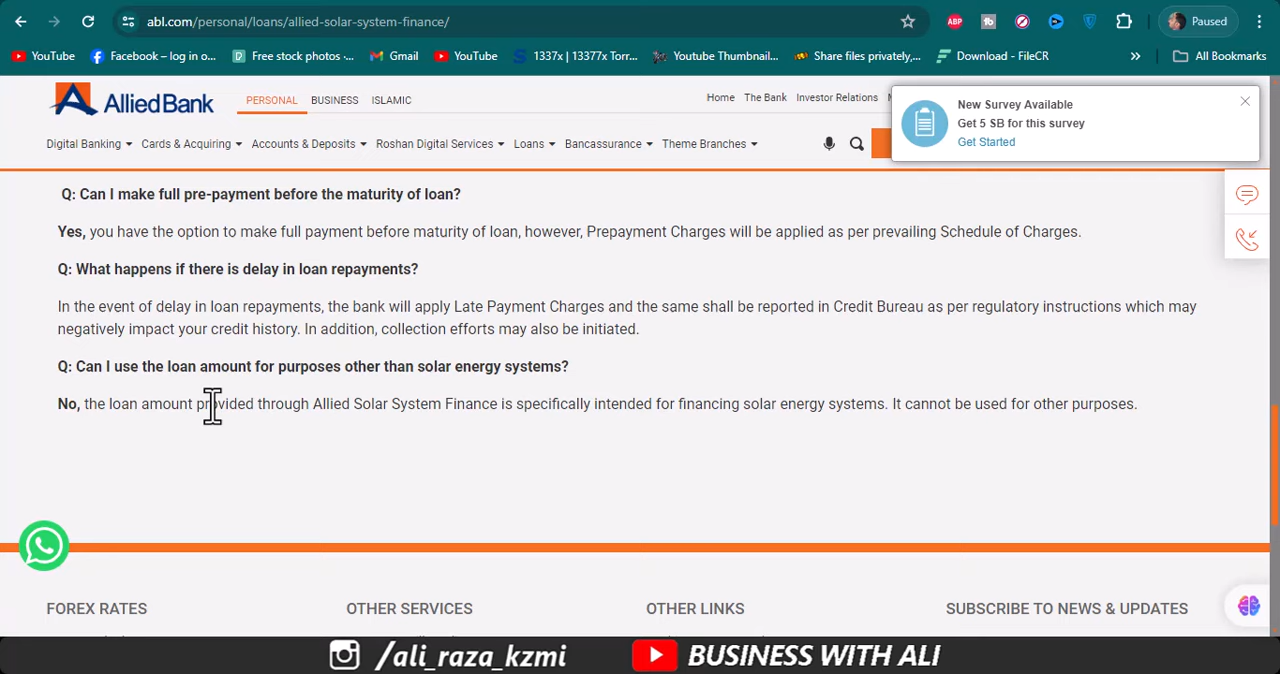 abl.com/personal/loans/allied-solar-system-finance/
ABP
Paused
YouTube
Facebook – log in o...
Free stock photos ·...
Gmail
YouTube
1337x | 13377x Torr...
Youtube Thumbnail...
Share files privately,...
Download - FileCR
»
All Bookmarks
Allied Bank
PERSONAL
BUSINESS
ISLAMIC
Home
The Bank
Investor Relations
New Survey Available
Get 5 SB for this survey
Get Started
Digital Banking
Cards & Acquiring
Accounts & Deposits
Roshan Digital Services
Loans
Bancassurance
Theme Branches
Q: Can I make full pre-payment before the maturity of loan?
Yes, you have the option to make full payment before maturity of loan, however, Prepayment Charges will be applied as per prevailing Schedule of Charges.
Q: What happens if there is delay in loan repayments?
In the event of delay in loan repayments, the bank will apply Late Payment Charges and the same shall be reported in Credit Bureau as per regulatory instructions which may
negatively impact your credit history. In addition, collection efforts may also be initiated.
Q: Can I use the loan amount for purposes other than solar energy systems?
No, the loan amount provided through Allied Solar System Finance is specifically intended for financing solar energy systems. It cannot be used for other purposes.
FOREX RATES
OTHER SERVICES
OTHER LINKS
SUBSCRIBE TO NEWS & UPDATES
/ali_raza_kzmi
BUSINESS WITH ALI